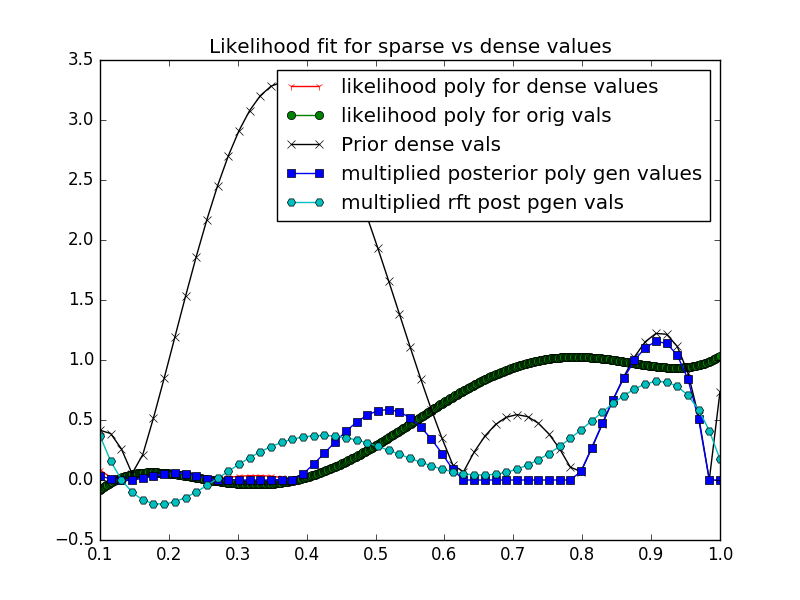 Likelihood fit for sparse vs dense values
3.5
3.0
2.5
2.0
1.5
1.0
0.5
0.0
−0.5
likelihood poly for dense values
likelihood poly for orig vals
Prior dense vals
multiplied posterior poly gen values
multiplied rft post pgen vals
0.1 0.2 0.3 0.4 0.5 0.6 0.7 0.8 0.9 1.0